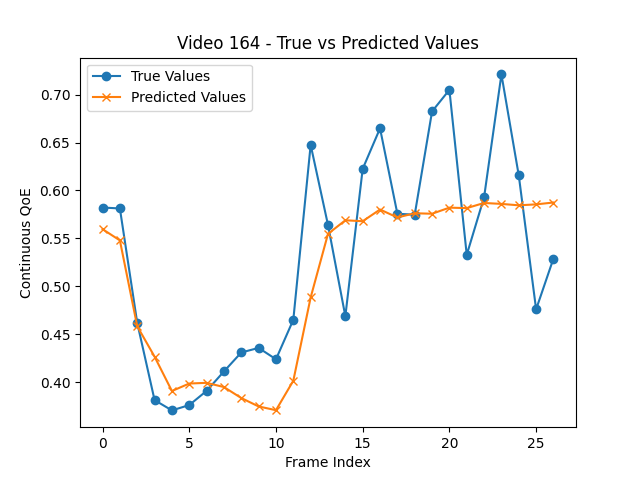 Video 164 - True vs Predicted Values
True Values
Predicted Values
Continuous QoE
0.70
0.65
0.60
0.55
0.50
0.45
0.40
0
5
10
15
20
25
Frame Index